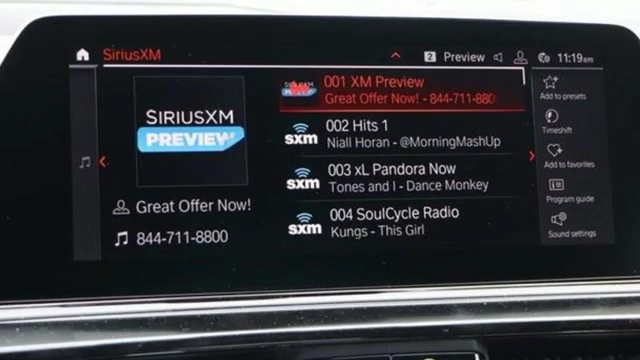 SiriusXM
2 Preview 11:19am
SIRIUSXM
PREVIEW
Great Offer Now!
844-711-8800
001 XM Preview
Great Offer Now! - 844-711-880
002 Hits 1
sxm
Niall Horan - @MorningMashUp
003 xL Pandora Now
sxm
Tones and I - Dance Monkey
004 SoulCycle Radio
sxm
Kungs - This Girl
Add to presets
Timeshift
Add to favorites
Program guide
Sound settings